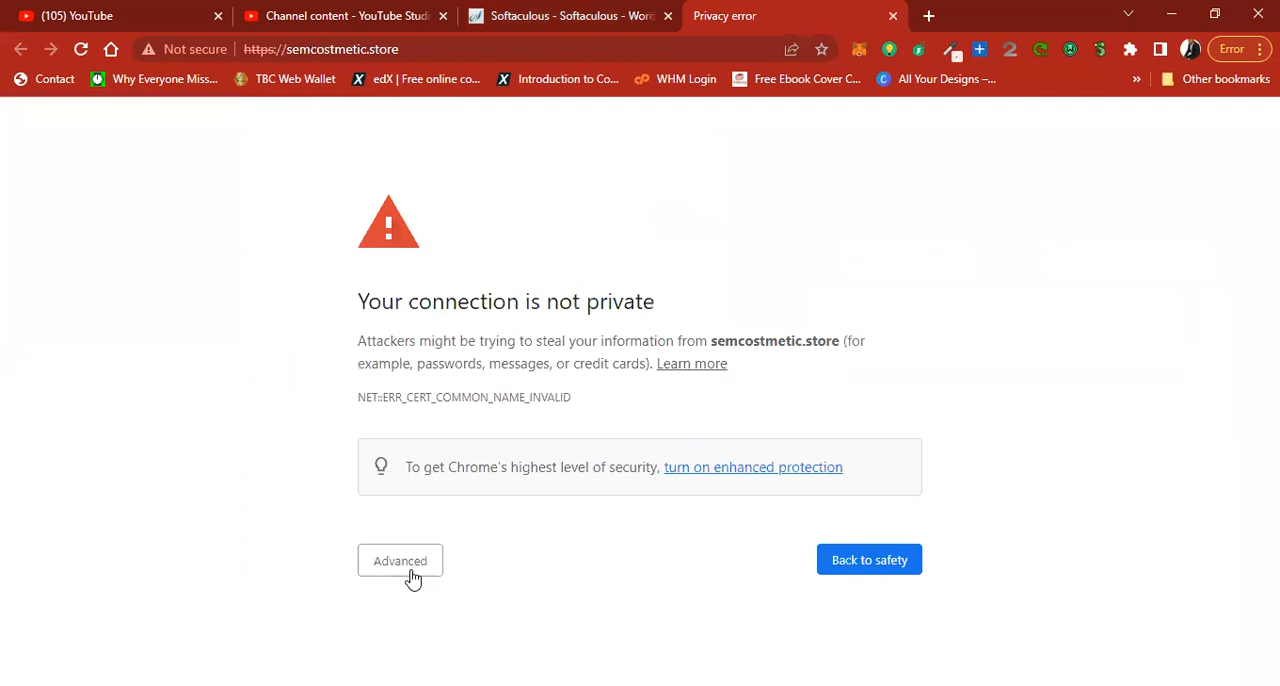 (105) YouTube
Channel content - YouTube Studi
Softaculous - Softaculous - Wor
Privacy error
Not secure
https://semcostmetic.store
Error
Contact
Why Everyone Miss...
TBC Web Wallet
edX | Free online co...
Introduction to Co...
WHM Login
Free Ebook Cover C...
All Your Designs –...
»
Other bookmarks
Your connection is not private
Attackers might be trying to steal your information from semcostmetic.store (for
example, passwords, messages, or credit cards). Learn more
NET::ERR_CERT_COMMON_NAME_INVALID
To get Chrome's highest level of security, turn on enhanced protection
Advanced
Back to safety